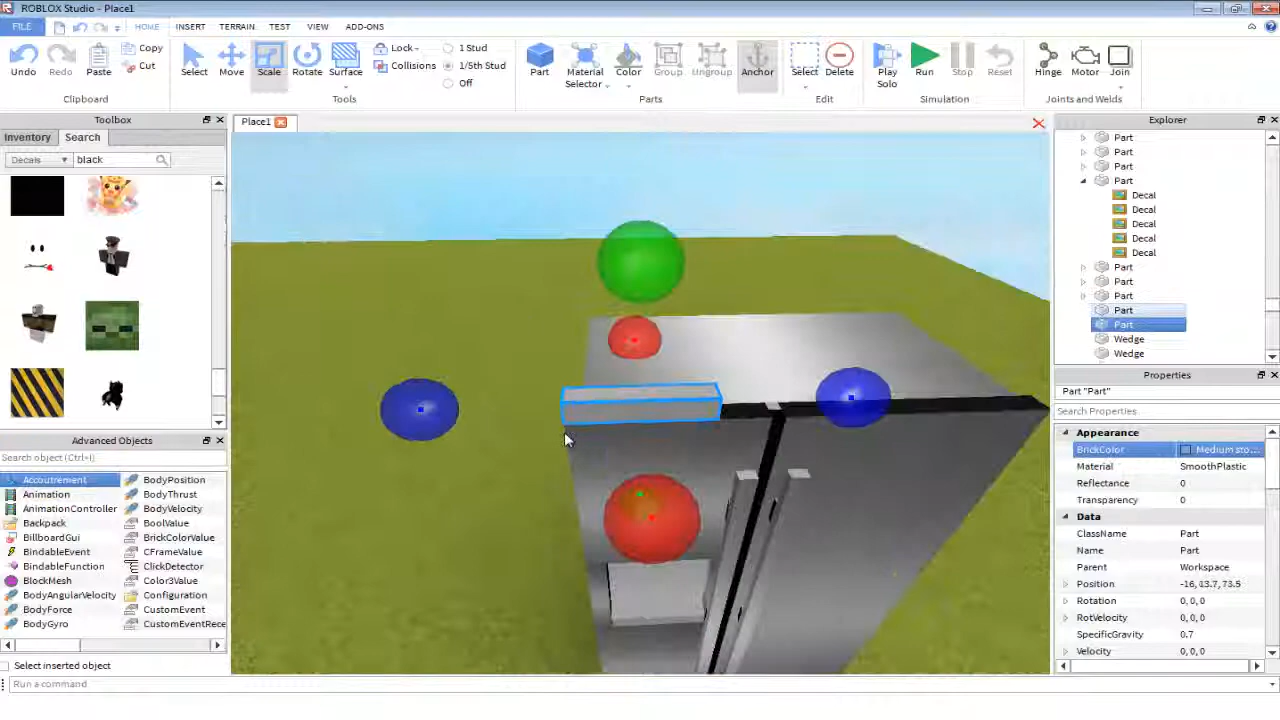 ROBLOX Studio - Place1
FILE HOME INSERT TERRAIN TEST VIEW ADD-ONS
Undo Redo Paste Copy Cut
Select Move Scale Rotate Surface
Lock Collisions
1 Stud
1/5th Stud
Off
Part Material Selector Color Group Ungroup Anchor
Select Delete
Play Solo Run Stop Reset
Hinge Motor Join
Clipboard Tools Parts Edit Simulation Joints and Welds
Toolbox
Inventory Search
Decals black
Place1
Explorer
Part
Part
Part
Part
Decal
Decal
Decal
Decal
Decal
Part
Part
Part
Part
Part
Wedge
Wedge
Properties
Part "Part"
Search Properties
Appearance
BrickColor Medium sto...
Material SmoothPlastic
Reflectance 0
Transparency 0
Data
ClassName Part
Name Part
Parent Workspace
Position -16, 13.7, 73.5
Rotation 0, 0, 0
RotVelocity 0, 0, 0
SpecificGravity 0.7
Velocity 0, 0, 0
Advanced Objects
Search object (Ctrl+I)
Accoutrement BodyPosition
Animation BodyThrust
AnimationController BodyVelocity
Backpack BoolValue
BillboardGui BrickColorValue
BindableEvent CFrameValue
BindableFunction ClickDetector
BlockMesh Color3Value
BodyAngularVelocity Configuration
BodyForce CustomEvent
BodyGyro CustomEventRece
Select inserted object
Run a command